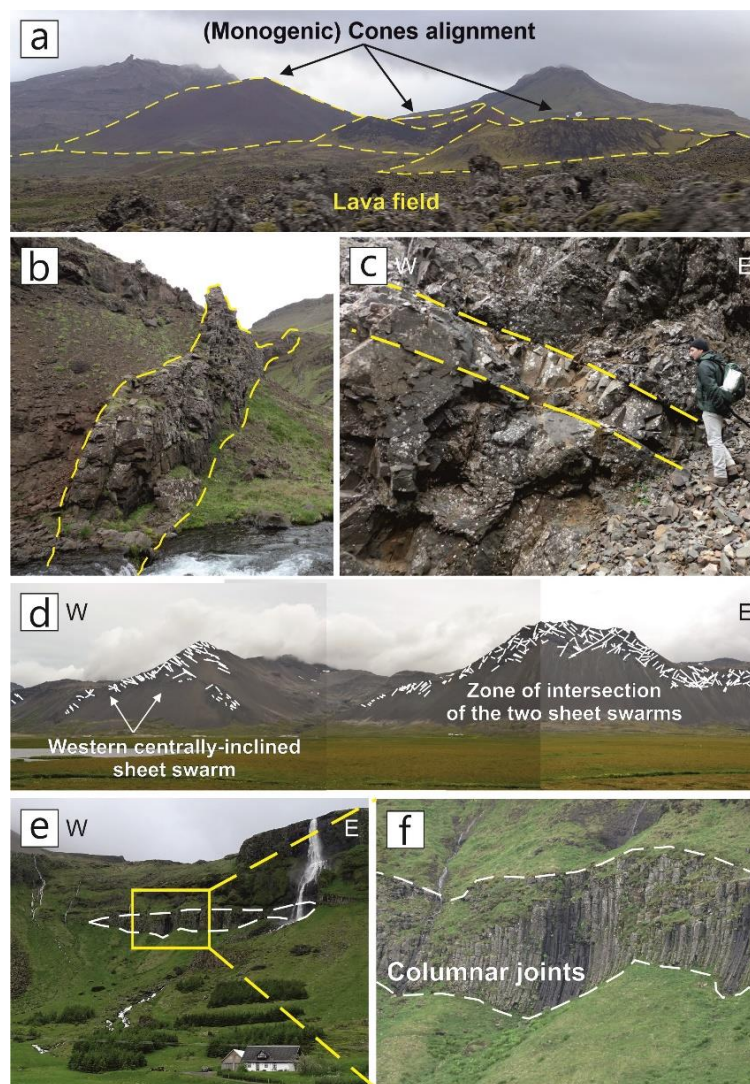 a
(Monogenic) Cones alignment
Lava field
b
c W E
d W E
Western centrally-inclined
sheet swarm
Zone of intersection
of the two sheet swarms
e W E
f
Columnar joints